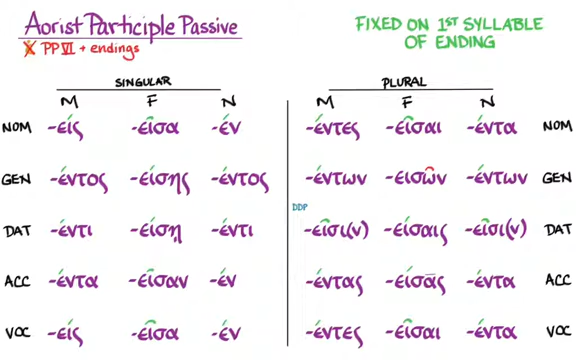 Aorist Participle Passive
X PP VI + endings
FIXED ON 1ST SYLLABLE
OF ENDING
SINGULAR PLURAL
M F N M F N
NOM -είς -εῖσα -έν -έντες -εῖσαι -έντα NOM
GEN -έντος -είσης -έντος -έντων -εισῶν -έντων GEN
DDP
DAT -έντι -είσῃ -έντι -εῖσι(ν) -είσαις -εῖσι(ν) DAT
ACC -έντα -εῖσαν -έν -έντας -είσᾱς -έντα ACC
VOC -είς -εῖσα -έν -έντες -εῖσαι -έντα VOC